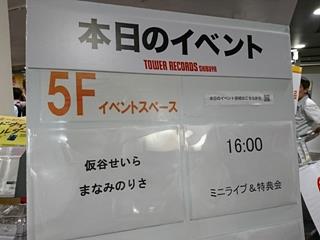 本日のイベント
TOWER RECORDS SHIBUYA
5F イベントスペース
仮谷せいら
まなみのりさ
16:00
ミニライブ&特典会